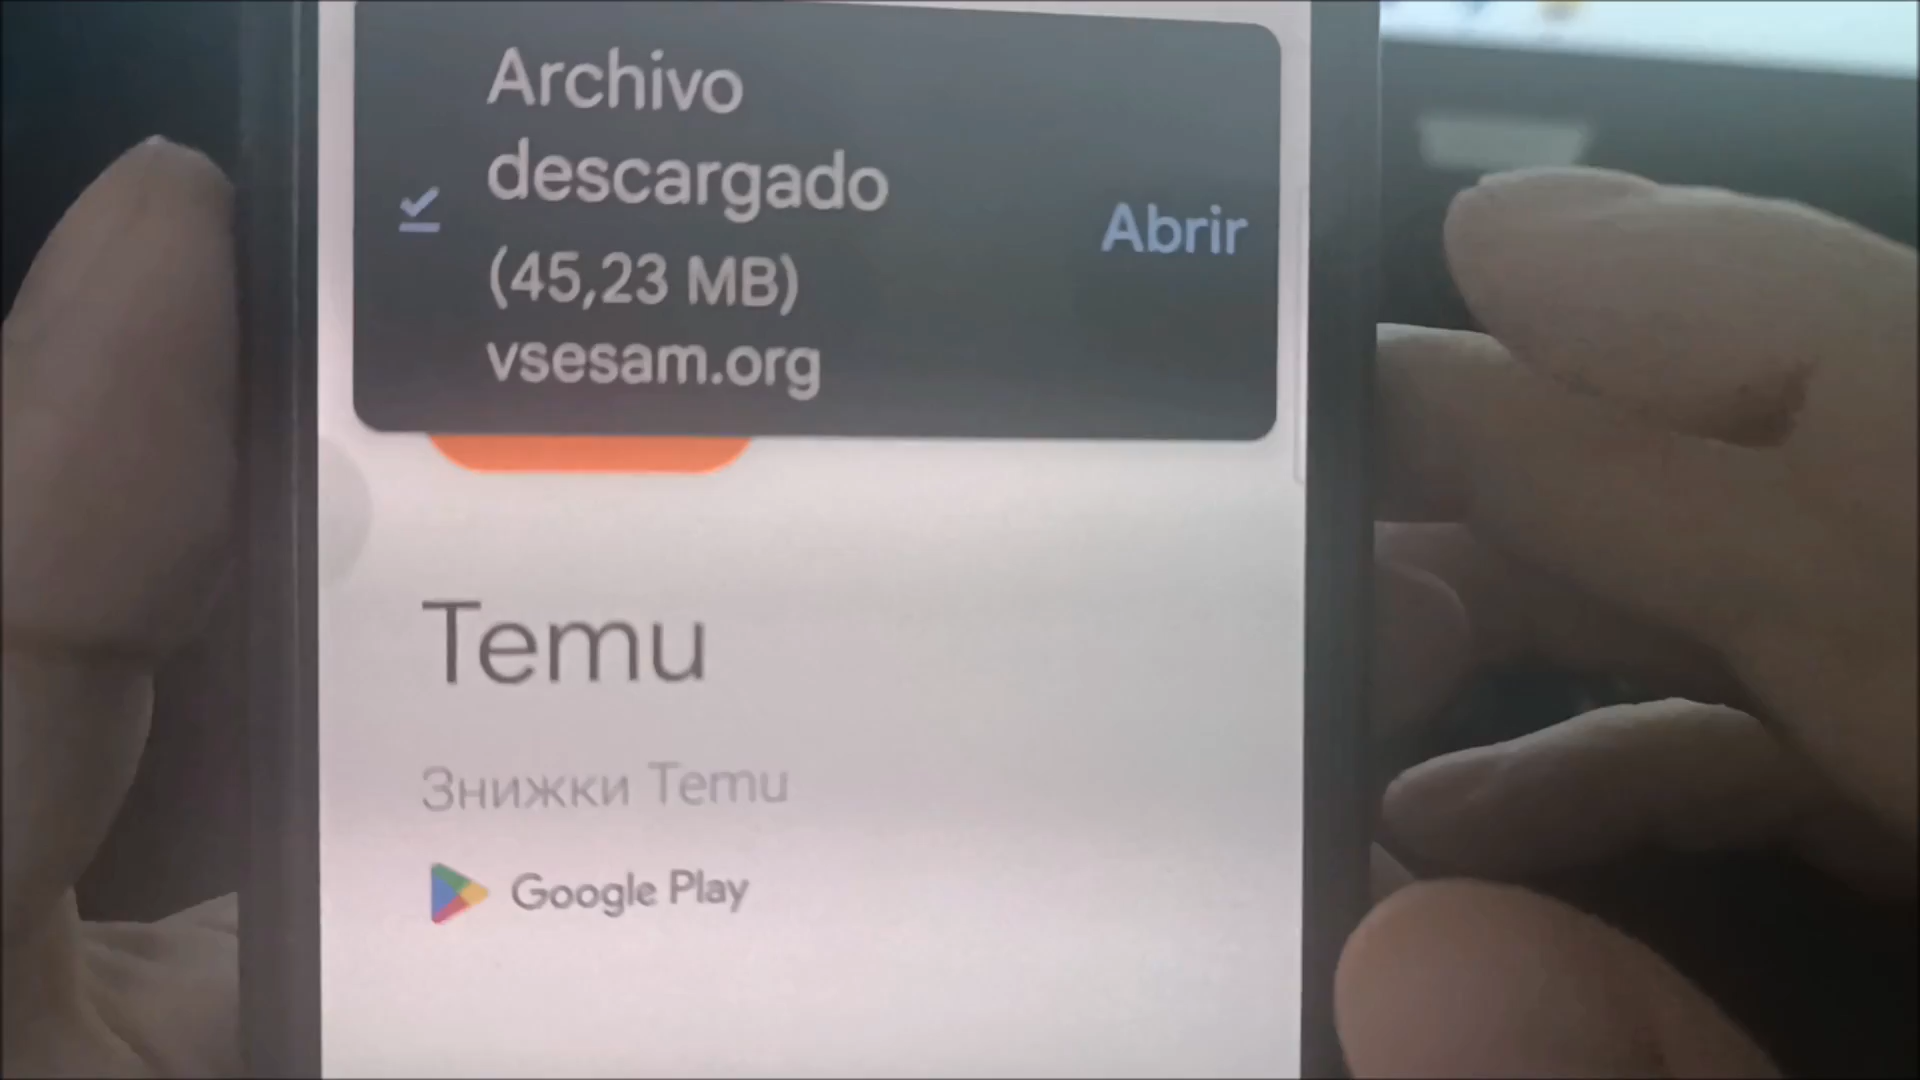 Archivo
descargado
(45,23 MB)
vsesam.org
Abrir
Temu
Знижки Temu
Google Play